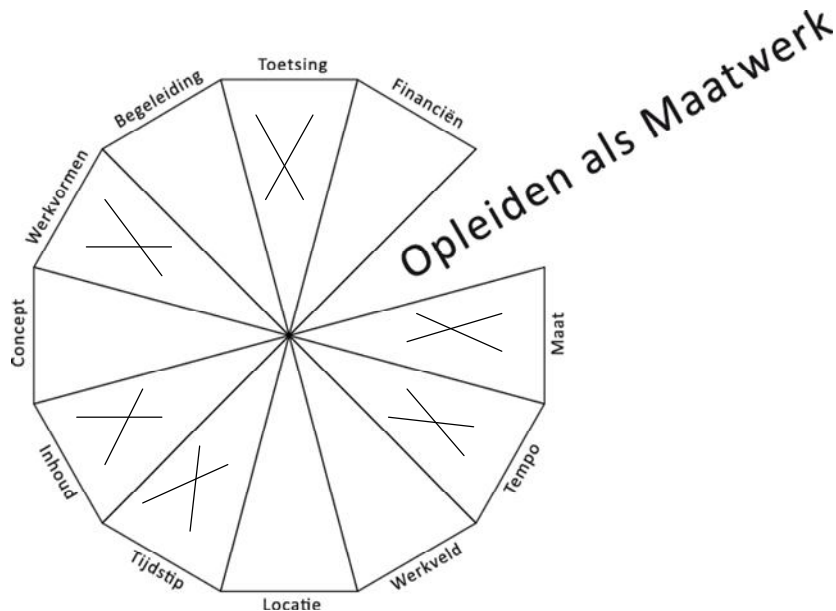 Opleiden als Maatwerk
Toetsing
Financiën
Begeleiding
Werkvormen
Concept
Inhoud
Tijdstip
Locatie
Werkveld
Tempo
Maat